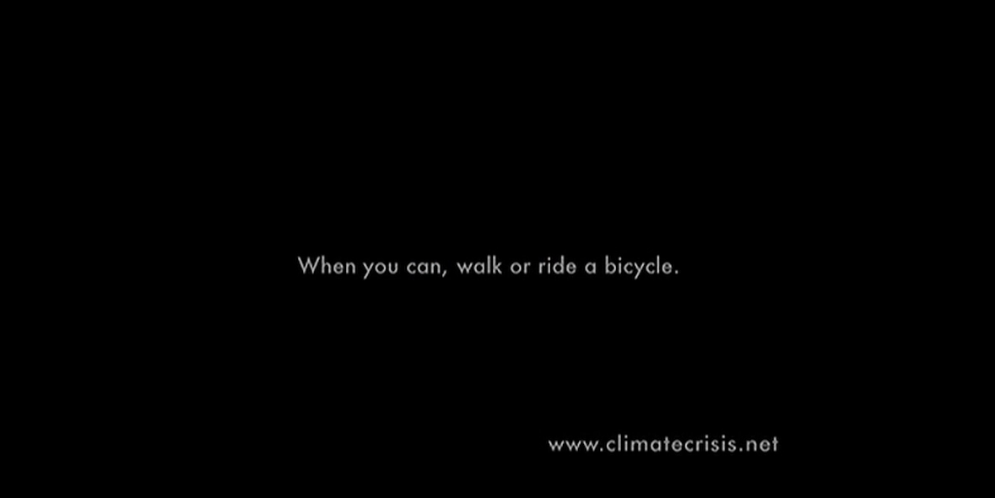 When you can, walk or ride a bicycle.
www.climatecrisis.net